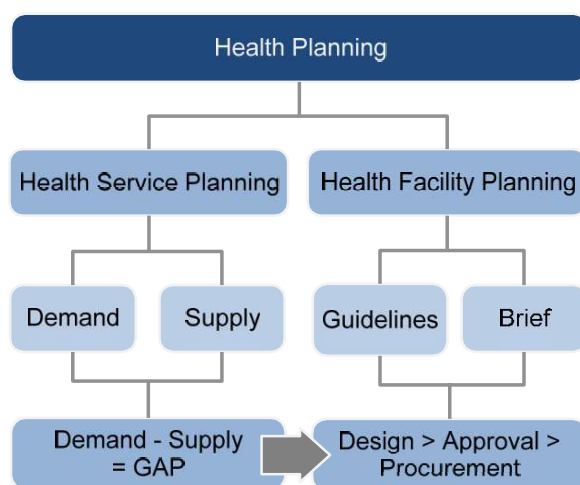 Health Planning
Health Service Planning
Health Facility Planning
Demand
Supply
Guidelines
Brief
Demand - Supply
= GAP
Design > Approval >
Procurement